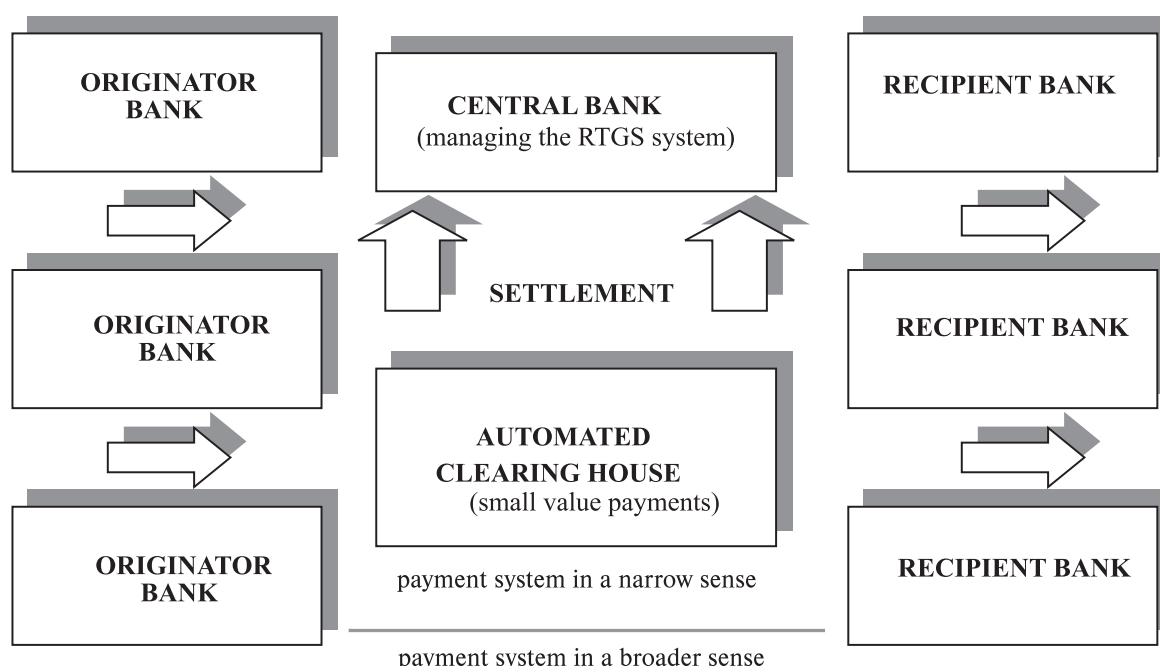 ORIGINATOR
BANK
CENTRAL BANK
(managing the RTGS system)
RECIPIENT BANK
SETTLEMENT
ORIGINATOR
BANK
RECIPIENT BANK
AUTOMATED
CLEARING HOUSE
(small value payments)
ORIGINATOR
BANK
RECIPIENT BANK
payment system in a narrow sense
payment system in a broader sense